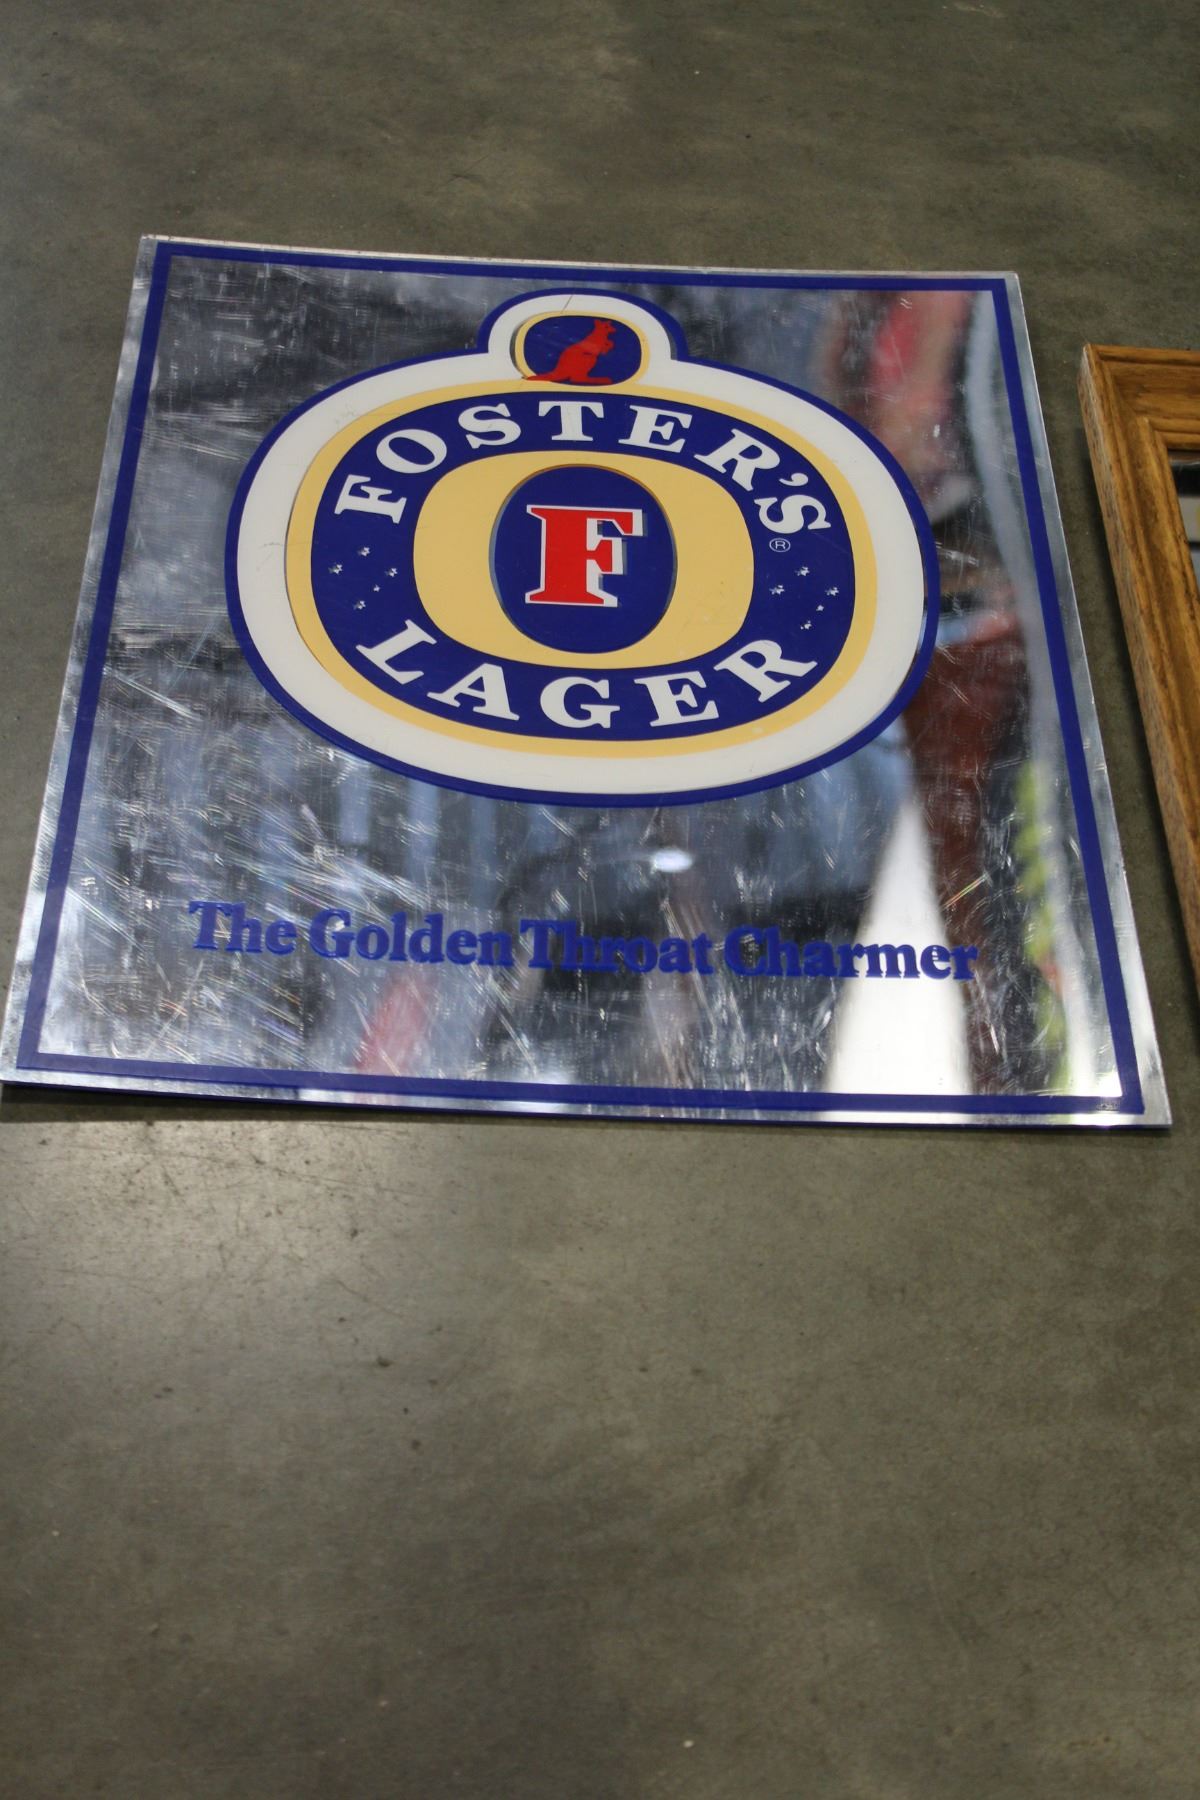 FOSTER'S
®
F
LAGER
The Golden Throat Charmer